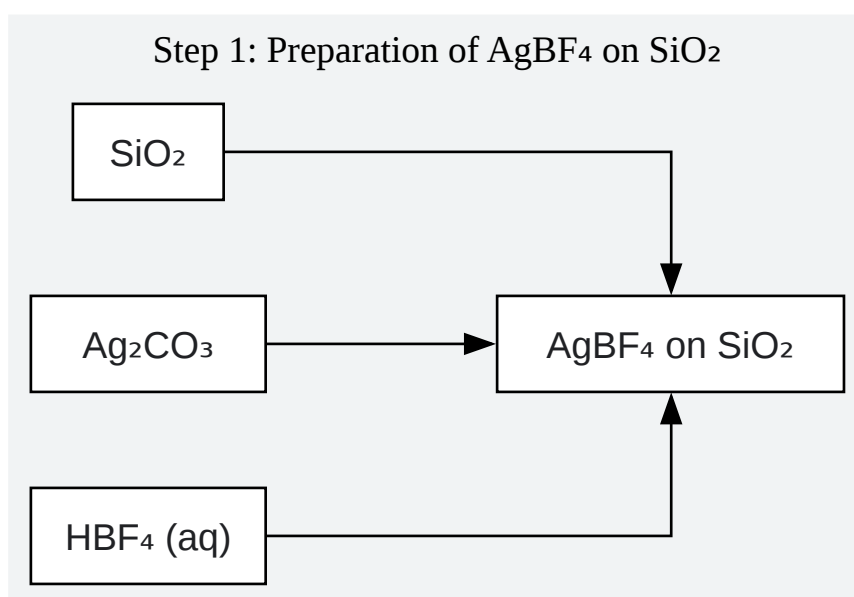 Step 1: Preparation of AgBF₄ on SiO₂
SiO₂
Ag₂CO₃
AgBF₄ on SiO₂
HBF₄ (aq)